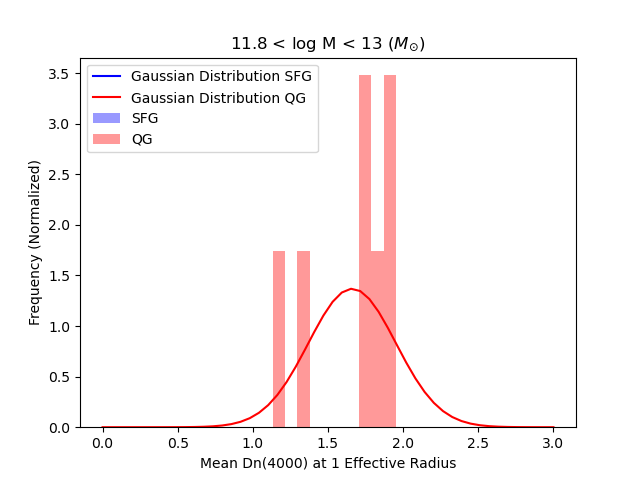 11.8 < log M < 13 (M⊙)
Gaussian Distribution SFG
Gaussian Distribution QG
SFG
QG
Frequency (Normalized)
3.5
3.0
2.5
2.0
1.5
1.0
0.5
0.0
0.0 0.5 1.0 1.5 2.0 2.5 3.0
Mean Dn(4000) at 1 Effective Radius